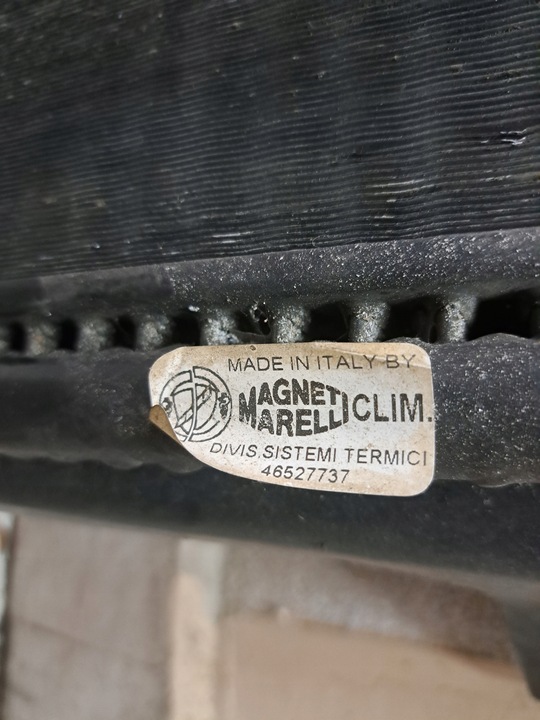 MADE IN ITALY BY
MAGNETI MARELLI CLIM.
DIVIS. SISTEMI TERMICI
46527737